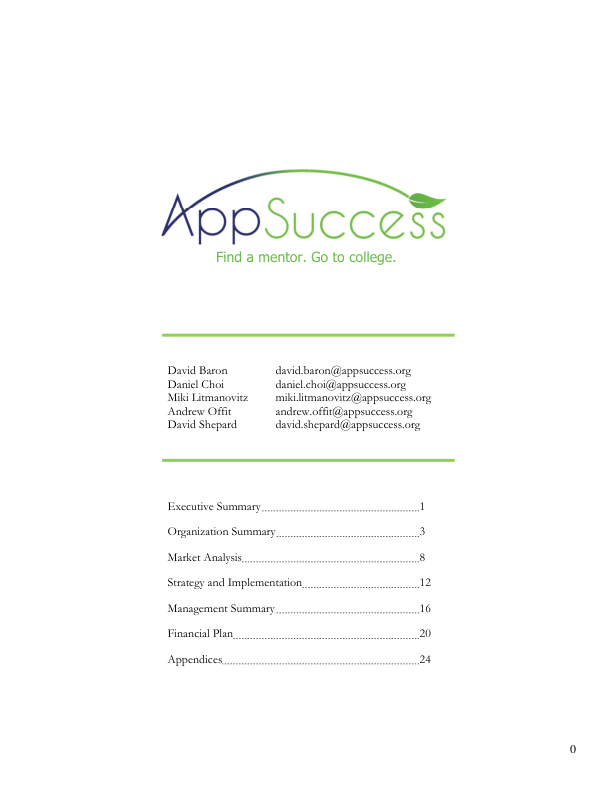 AppSuccess
Find a mentor. Go to college.
David Baron david.baron@appsuccess.org
Daniel Choi daniel.choi@appsuccess.org
Miki Litmanovitz miki.litmanovitz@appsuccess.org
Andrew Offit andrew.offit@appsuccess.org
David Shepard david.shepard@appsuccess.org
Executive Summary 1
Organization Summary 3
Market Analysis 8
Strategy and Implementation 12
Management Summary 16
Financial Plan 20
Appendices 24
0